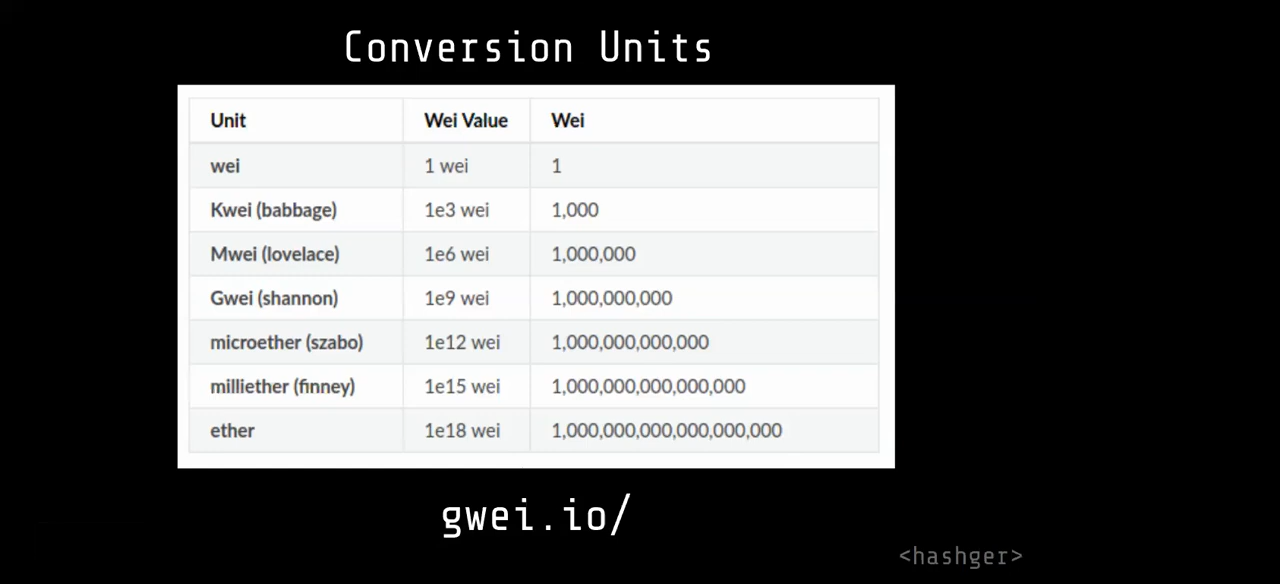 Conversion Units
Unit Wei Value Wei
wei 1 wei 1
Kwei (babbage) 1e3 wei 1,000
Mwei (lovelace) 1e6 wei 1,000,000
Gwei (shannon) 1e9 wei 1,000,000,000
microether (szabo) 1e12 wei 1,000,000,000,000
milliether (finney) 1e15 wei 1,000,000,000,000,000
ether 1e18 wei 1,000,000,000,000,000,000
gwei.io/
<hashger>